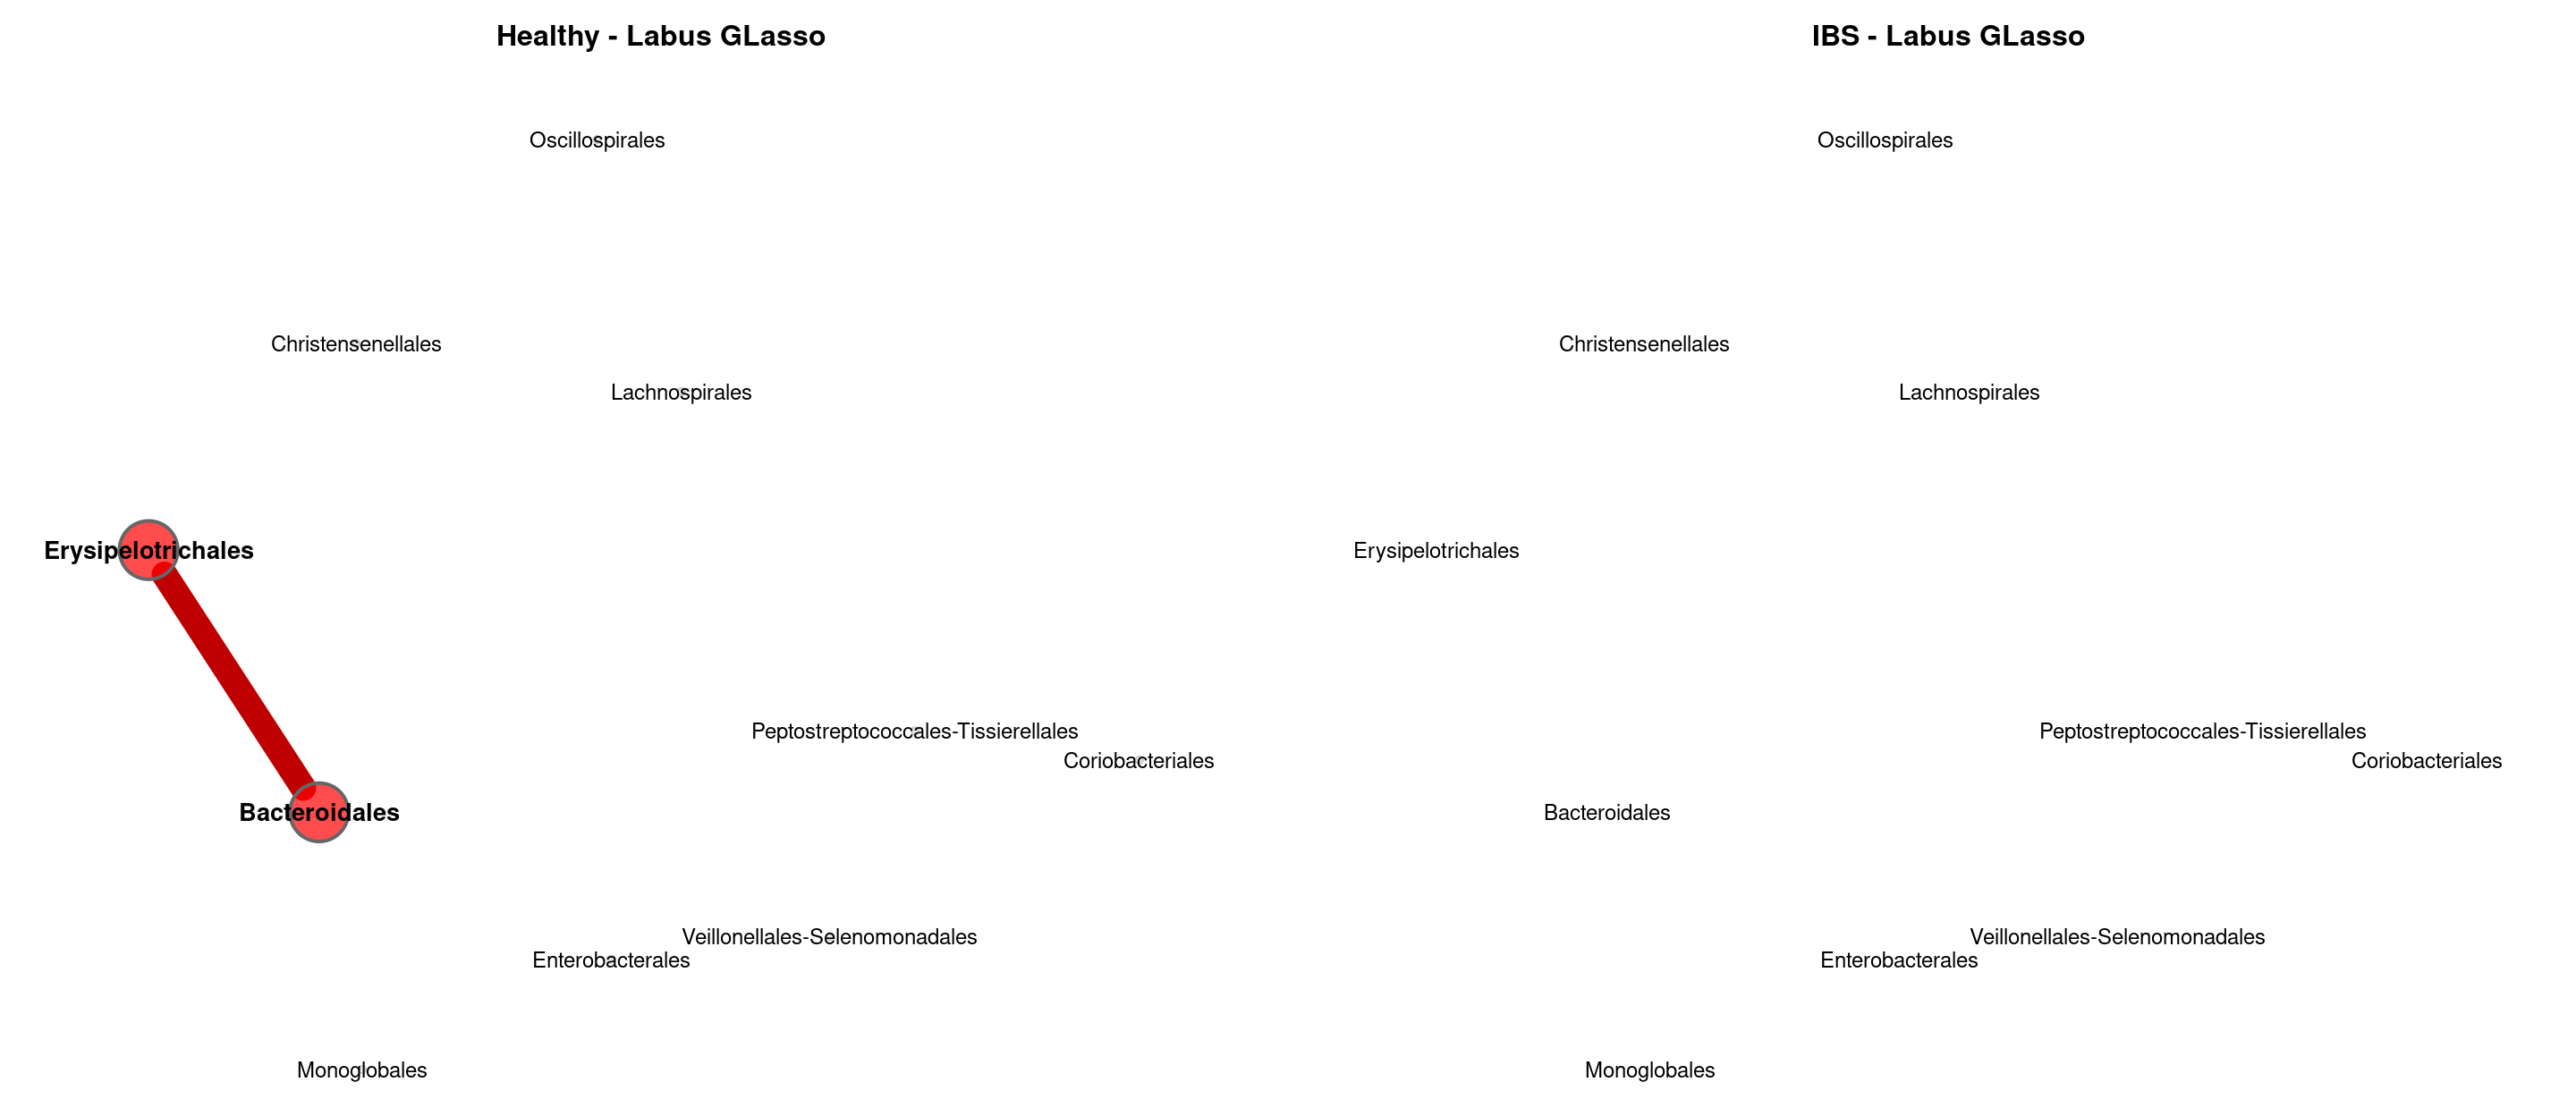 Healthy - Labus GLasso
Oscillospirales
Christensenellales
Lachnospirales
Erysipelotrichales
Peptostreptococcales-Tissierellales
Coriobacteriales
Bacteroidales
Veillonellales-Selenomonadales
Enterobacterales
Monoglobales
IBS - Labus GLasso
Oscillospirales
Christensenellales
Lachnospirales
Erysipelotrichales
Peptostreptococcales-Tissierellales
Coriobacteriales
Bacteroidales
Veillonellales-Selenomonadales
Enterobacterales
Monoglobales